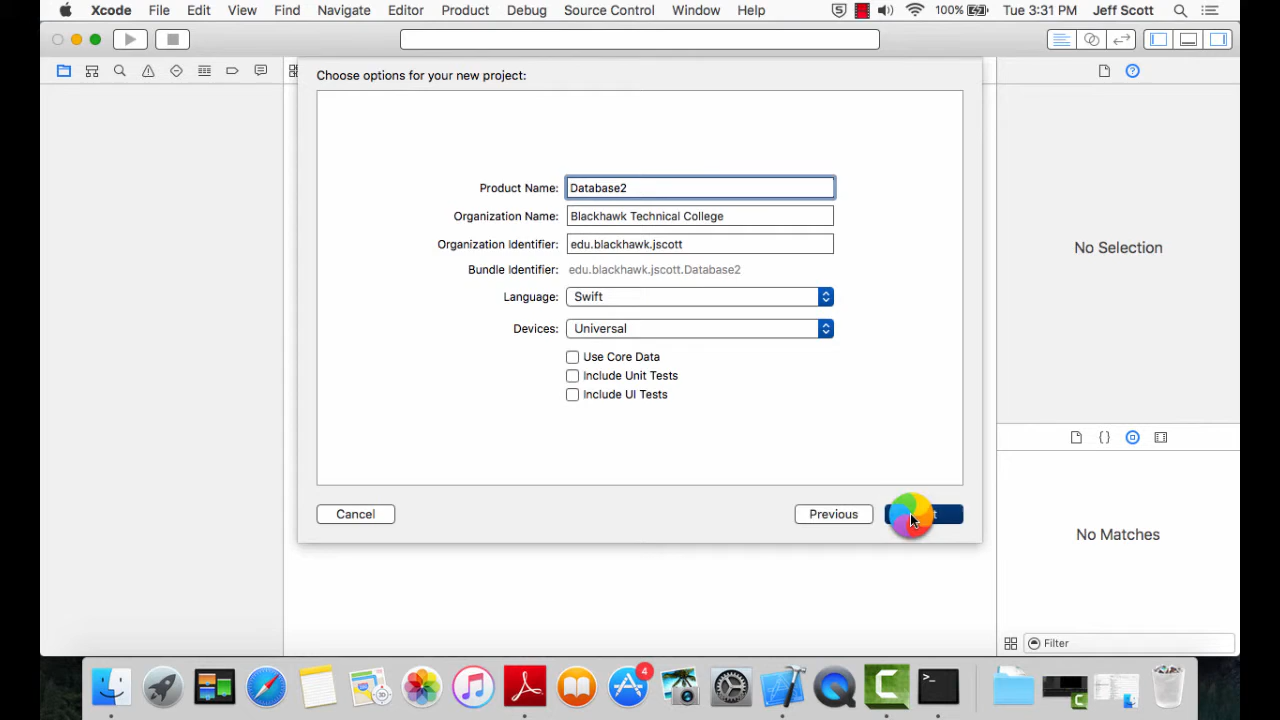 Xcode File Edit View Find Navigate Editor Product Debug Source Control Window Help 100% Tue 3:31 PM Jeff Scott
Choose options for your new project:
Product Name: Database2
Organization Name: Blackhawk Technical College
Organization Identifier: edu.blackhawk.jscott
Bundle Identifier: edu.blackhawk.jscott.Database2
Language: Swift
Devices: Universal
Use Core Data
Include Unit Tests
Include UI Tests
Cancel
Previous
No Selection
No Matches
Filter
4